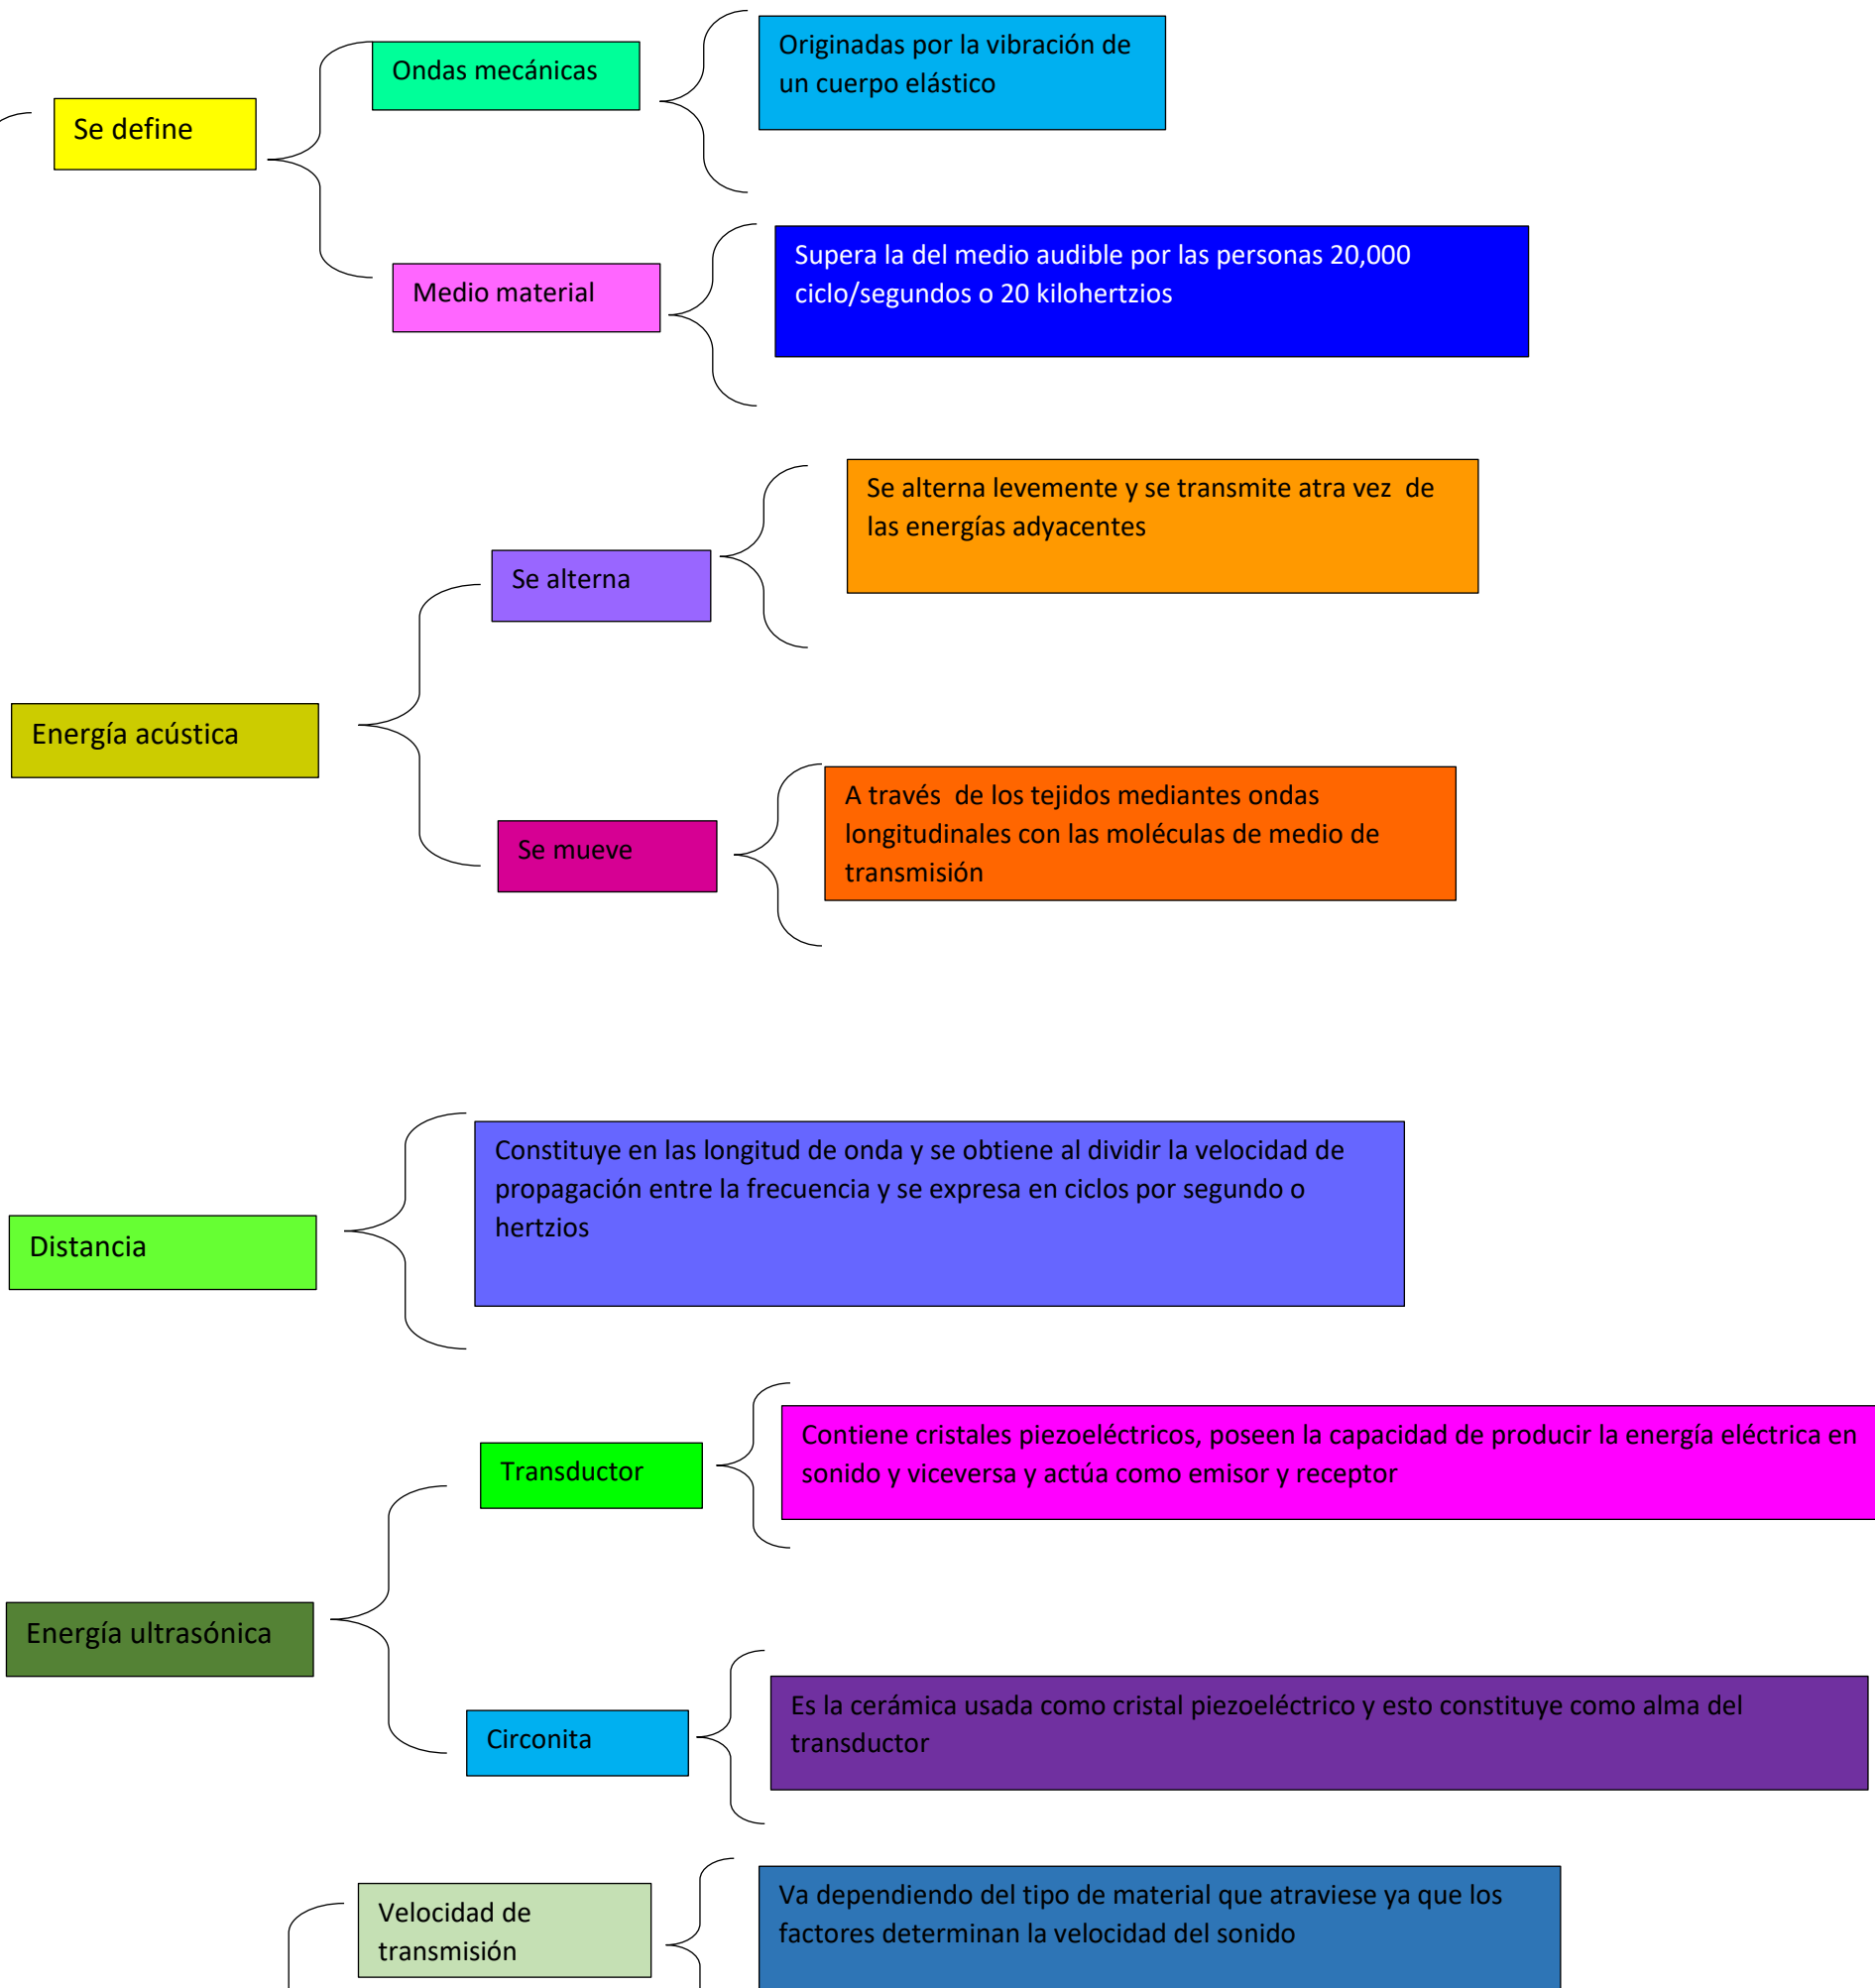 Se define
Ondas mecánicas
Originadas por la vibración de
un cuerpo elástico
Medio material
Supera la del medio audible por las personas 20,000
ciclo/segundos o 20 kilohertzios
Energía acústica
Se alterna
Se alterna levemente y se transmite atra vez  de
las energías adyacentes
Se mueve
A través  de los tejidos mediantes ondas
longitudinales con las moléculas de medio de
transmisión
Distancia
Constituye en las longitud de onda y se obtiene al dividir la velocidad de
propagación entre la frecuencia y se expresa en ciclos por segundo o
hertzios
Energía ultrasónica
Transductor
Contiene cristales piezoeléctricos, poseen la capacidad de producir la energía eléctrica en
sonido y viceversa y actúa como emisor y receptor
Circonita
Es la cerámica usada como cristal piezoeléctrico y esto constituye como alma del
transductor
Velocidad de
transmisión
Va dependiendo del tipo de material que atraviese ya que los
factores determinan la velocidad del sonido